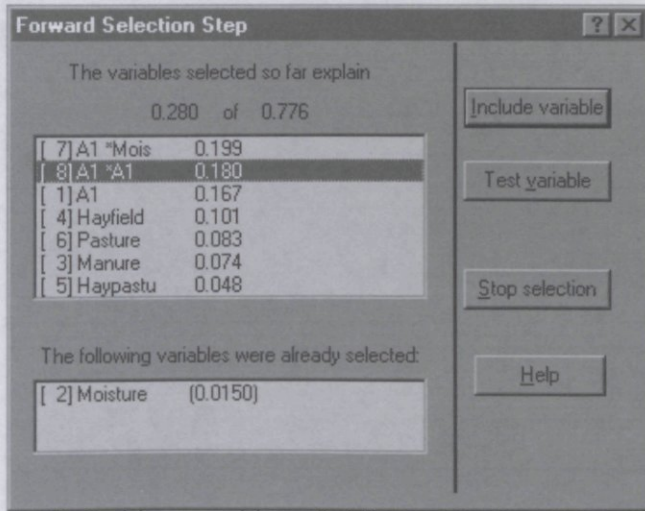 Forward Selection Step
The variables selected so far explain
0.280 of 0.776
[ 7] A1 *Mois 0.199
[ 8] A1 *A1 0.180
[ 1] A1 0.167
[ 4] Hayfield 0.101
[ 6] Pasture 0.083
[ 3] Manure 0.074
[ 5] Haypastu 0.048
The following variables were already selected:
[ 2] Moisture (0.0150)
Include variable
Test variable
Stop selection
Help